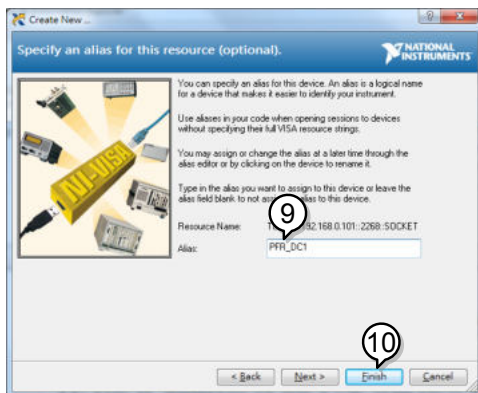 Create New ...
Specify an alias for this resource (optional).
NATIONAL
INSTRUMENTS
You can specify an alias for this device. An alias is a logical name
for a device that makes it easier to identify your instrument.
Use aliases in your code when opening sessions to devices
without specifying their full VISA resource strings.
You may assign or change the alias at a later time through the
alias editor or by clicking on the device to rename it.
Type in the alias you want to assign to this device or leave the
alias field blank to not alias to this device.
NI-VISA
9
Resource Name: 192.168.0.101::2268::SOCKET
Alias: PFR_DC1
10
< Back Next > Finish Cancel